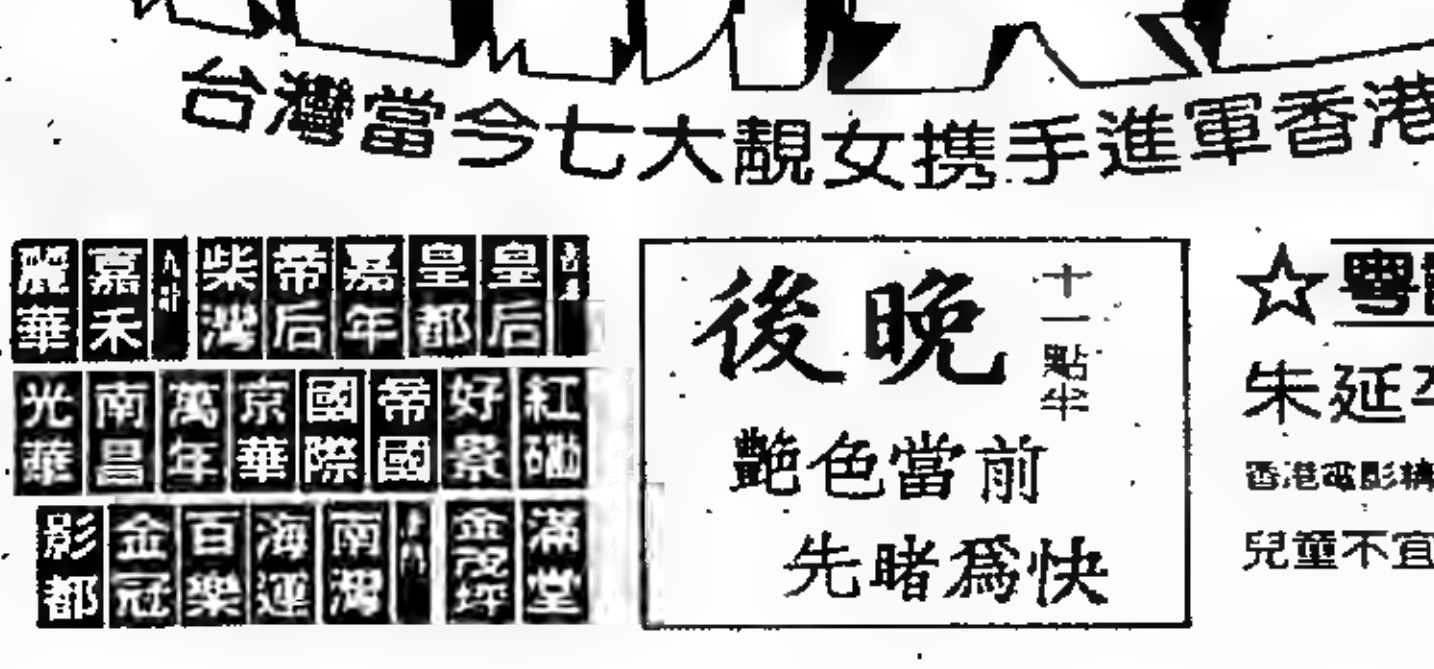 台灣當今七大靚女携手進軍香港
皇后 皇都 嘉年 帝后 柴灣 嘉禾 麗華
紅磡 好景 帝國 國際 京華 萬年 南昌 光華
滿堂 金茂坪 南灣 海運 百樂 金冠 影都
後晚 十一點半
艷色當前
先睹爲快
☆粵
朱延
香港電影
兒童不宜